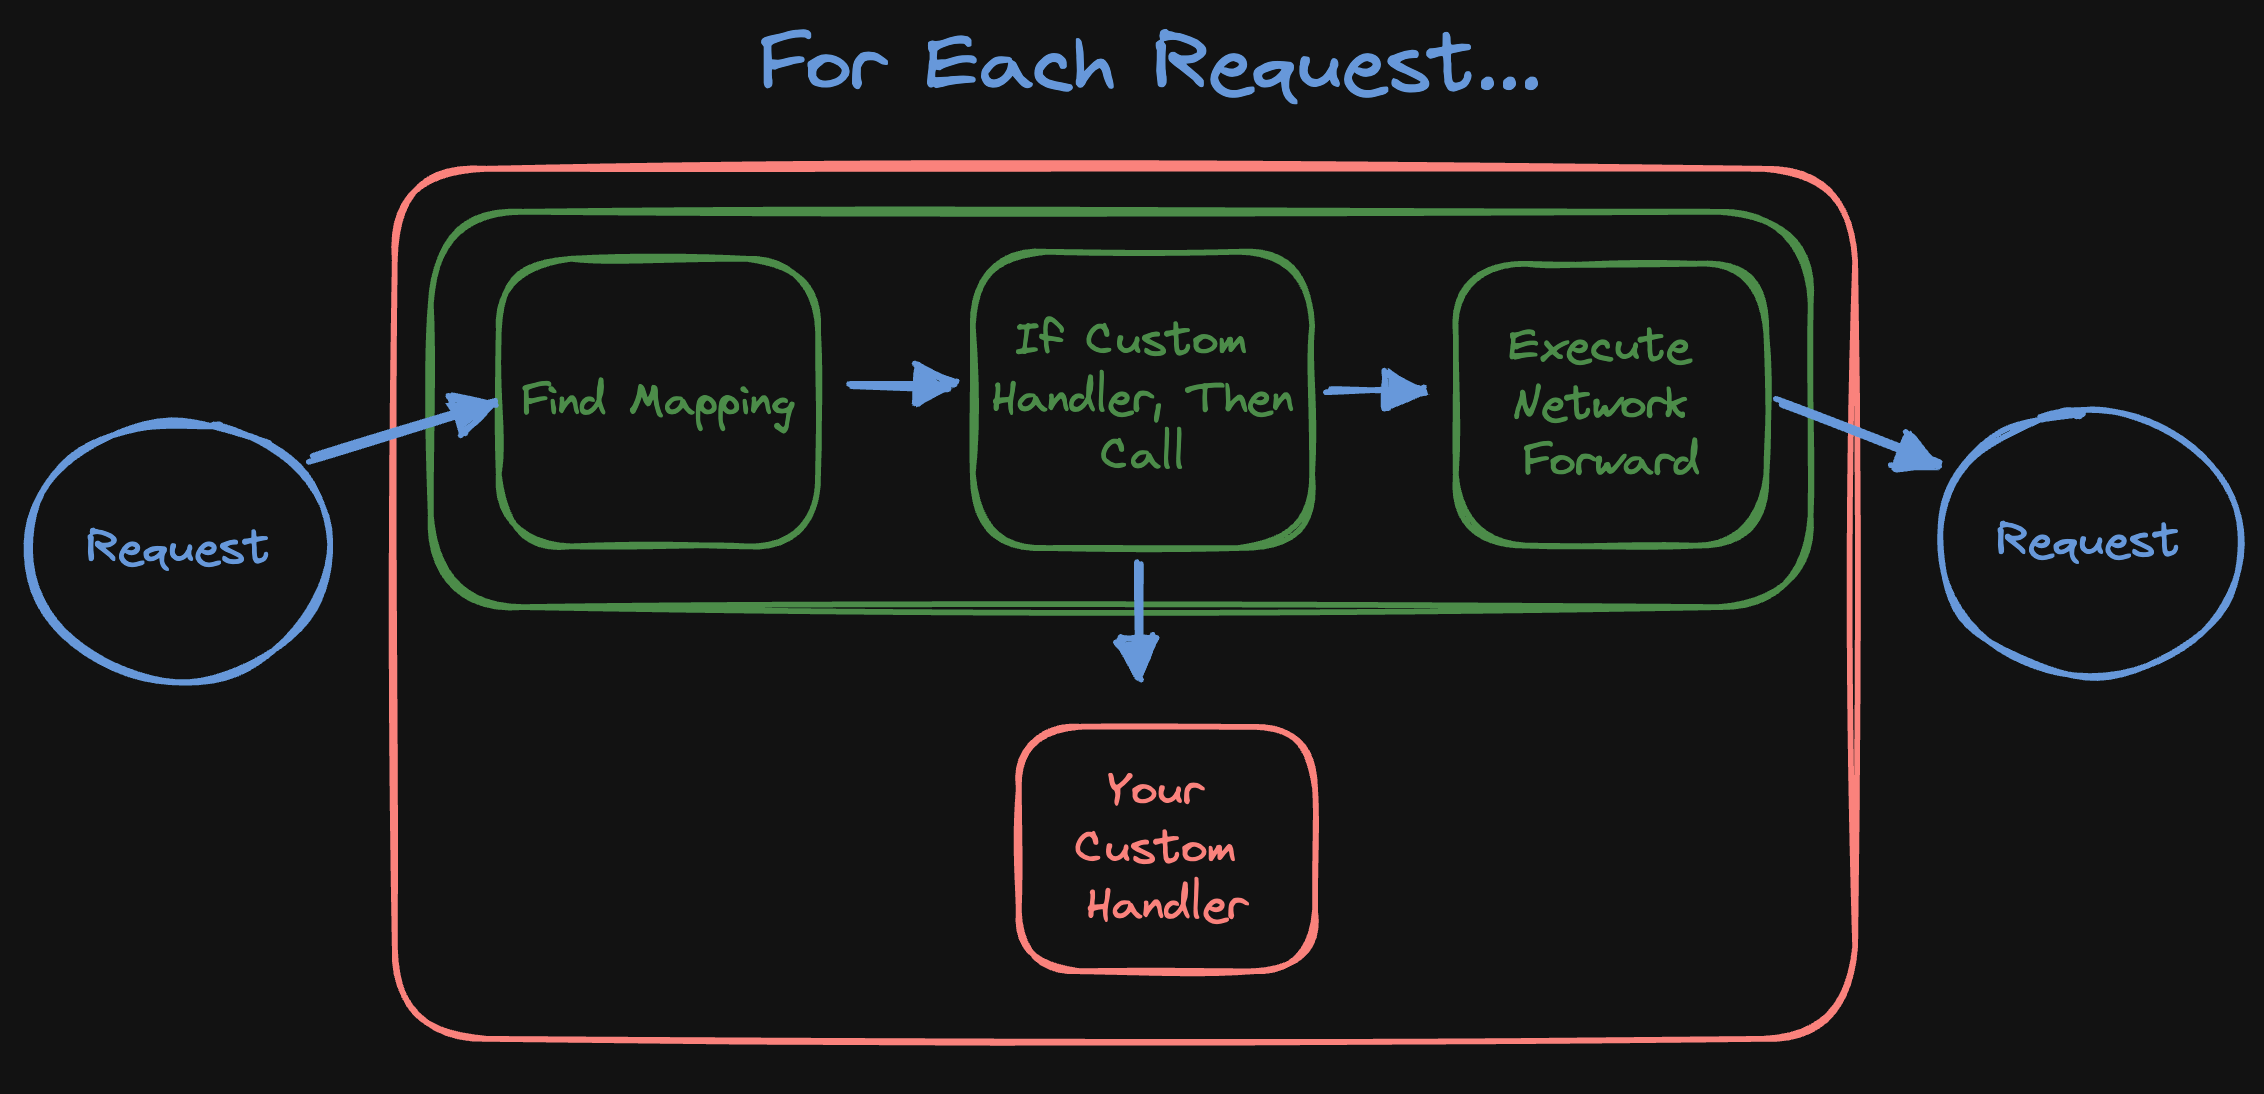 For Each Request...
Request
Find Mapping
If Custom
Handler, Then
Call
Execute
Network
Forward
Request
Your
Custom
Handler